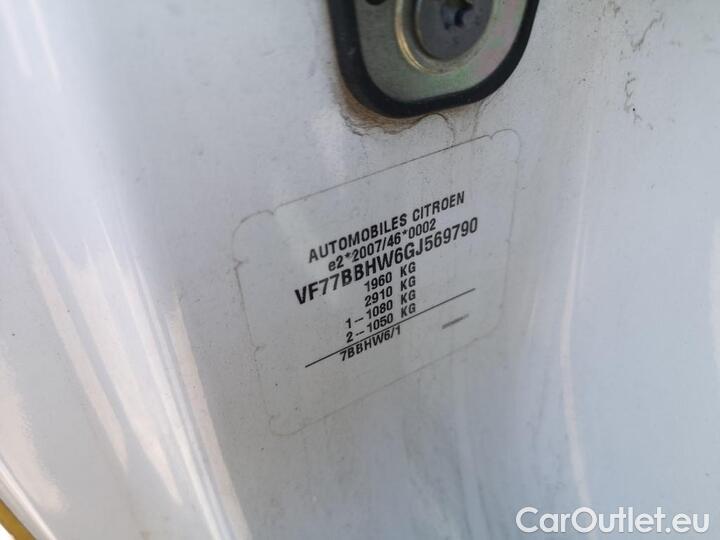 AUTOMOBILES CITROEN
e2*2007/46*0002
VF77BBHW6GJ569790
1960 KG
2910 KG
1--1080 KG
2--1050 KG
7BBHW6/1
CarOutlet.eu